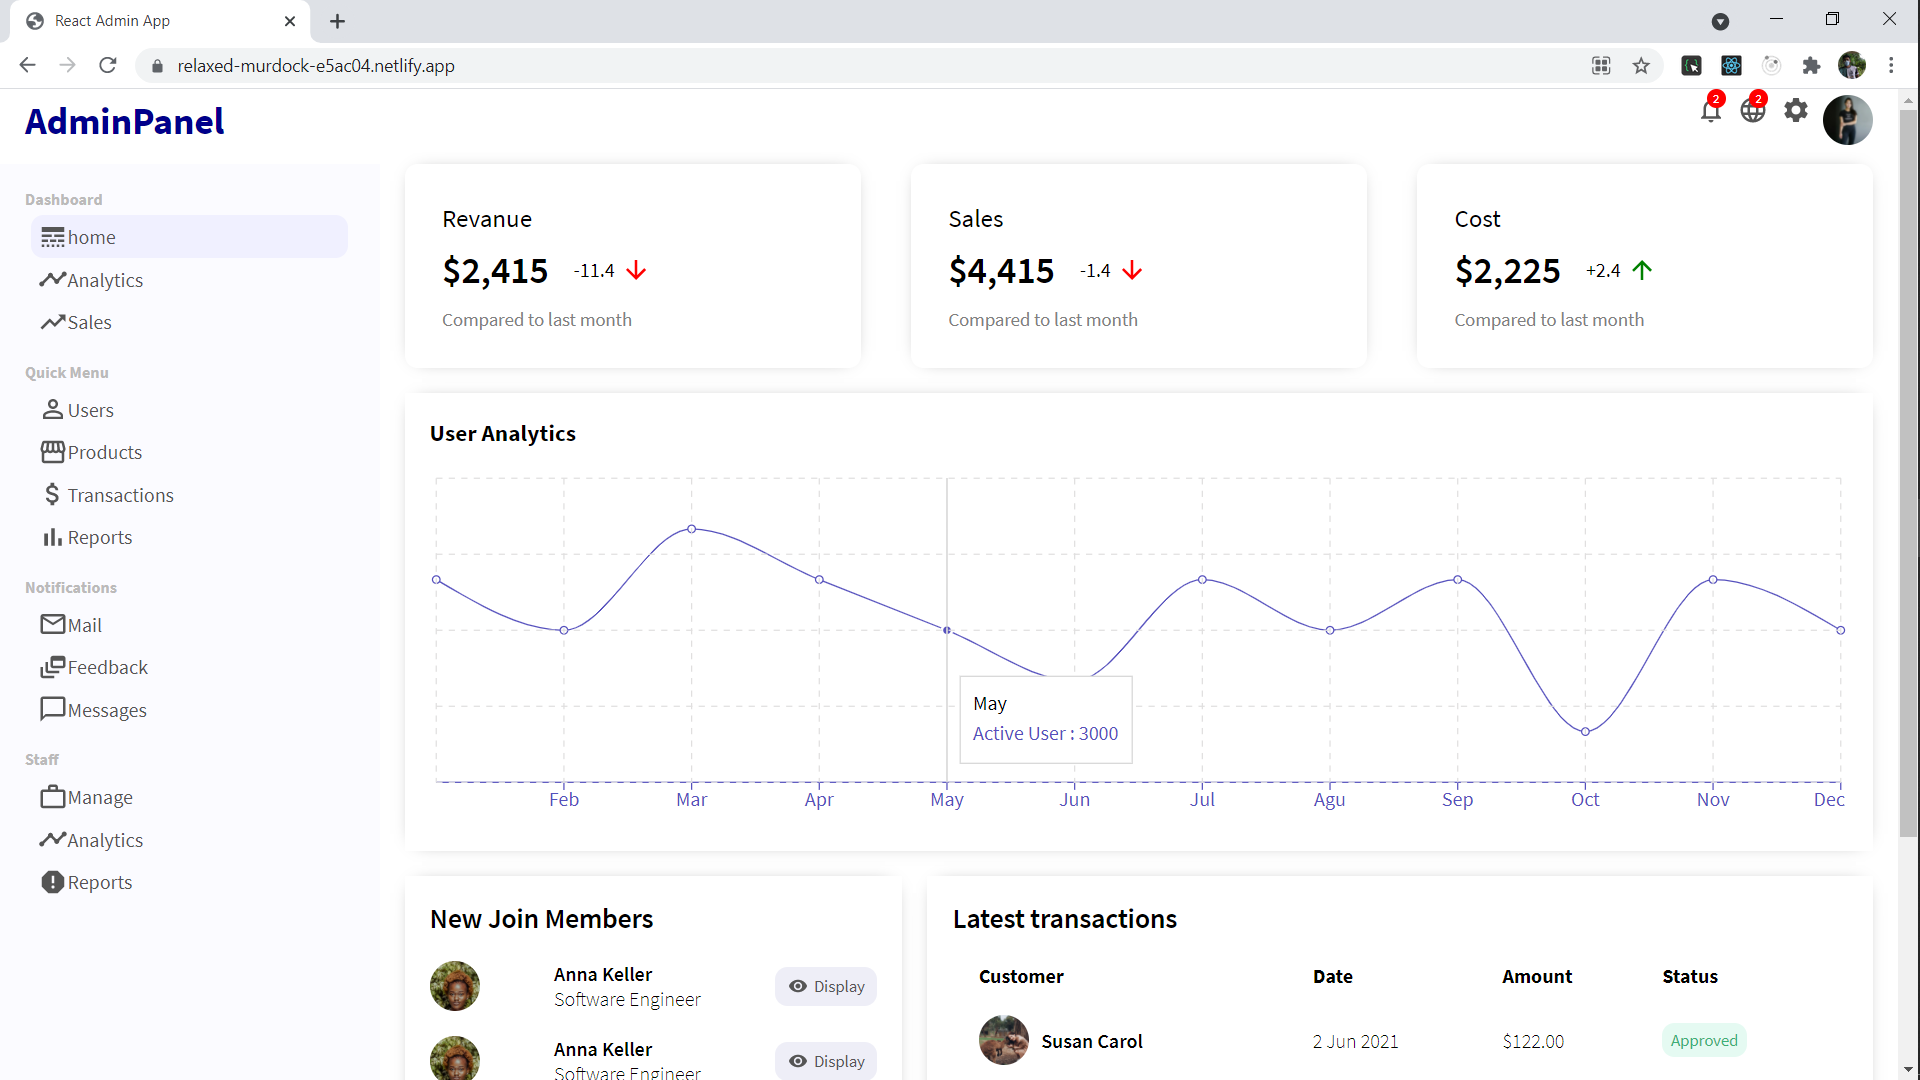 React Admin App
relaxed-murdock-e5ac04.netlify.app
AdminPanel
2
2
Dashboard
home
Analytics
Sales
Quick Menu
Users
Products
Transactions
Reports
Notifications
Mail
Feedback
Messages
Staff
Manage
Analytics
Reports
Revanue
$2,415 -11.4
Compared to last month
Sales
$4,415 -1.4
Compared to last month
Cost
$2,225 +2.4
Compared to last month
User Analytics
May
Active User : 3000
Feb Mar Apr May Jun Jul Agu Sep Oct Nov Dec
New Join Members
Anna Keller
Software Engineer
Display
Anna Keller
Software Engineer
Display
Latest transactions
Customer Date Amount Status
Susan Carol 2 Jun 2021 $122.00 Approved